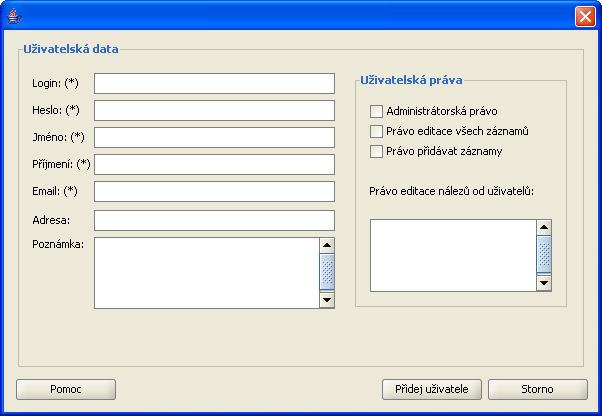 Uživatelská data
Login: (*)
Heslo: (*)
Jméno: (*)
Příjmení: (*)
Email: (*)
Adresa:
Poznámka:
Uživatelská práva
Administrátorská právo
Právo editace všech záznamů
Právo přidávat záznamy
Právo editace nálezů od uživatelů:
Pomoc
Přidej uživatele
Storno